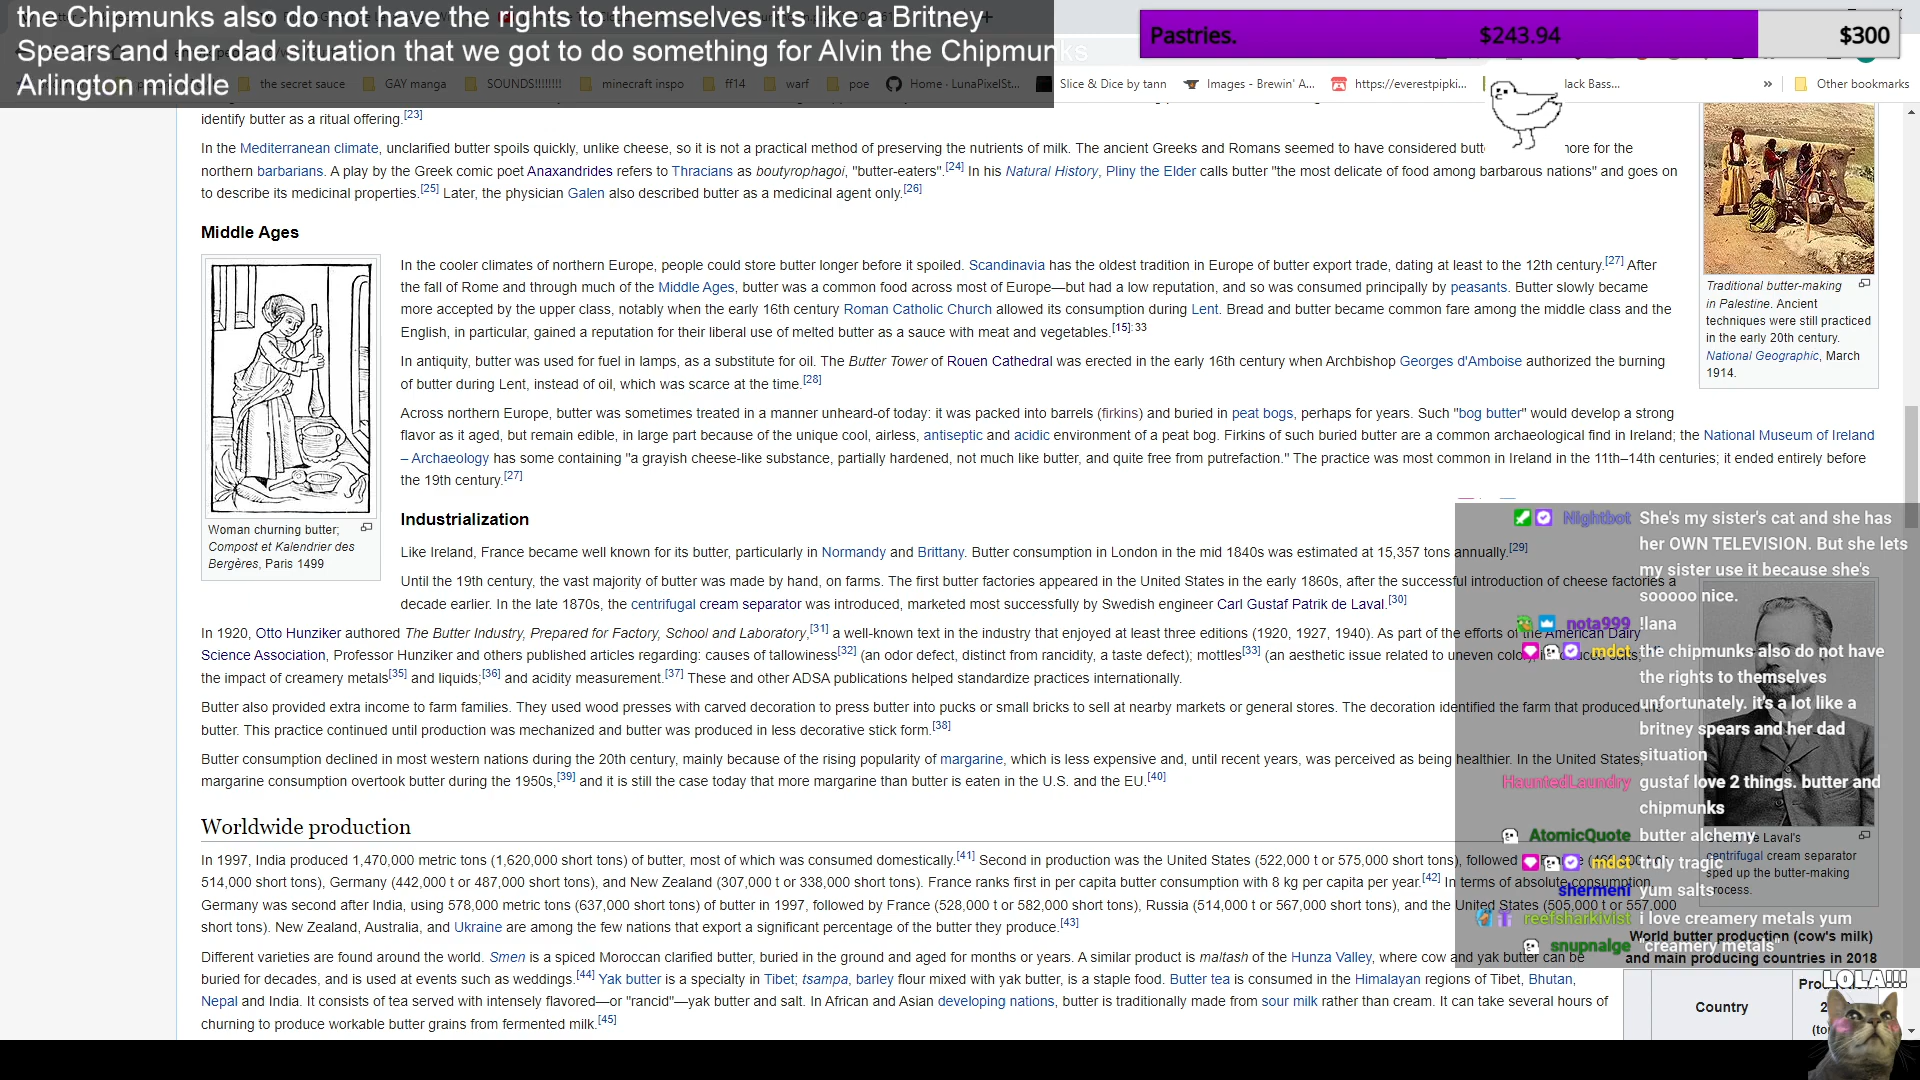 the Chipmunks also do not have the rights to themselves it's like a Britney
Spears and her dad situation that we got to do something for Alvin the Chipmunks
Arlington middle
Pastries. $243.94 $300
the secret sauce GAY manga SOUNDS!!!!!!!! minecraft inspo ff14 warf poe Home · LunaPixelSt... Slice & Dice by tann Images - Brewin' A... https://everestpipki... lack Bass... » Other bookmarks
identify butter as a ritual offering.[23]
In the Mediterranean climate, unclarified butter spoils quickly, unlike cheese, so it is not a practical method of preserving the nutrients of milk. The ancient Greeks and Romans seemed to have considered for the
northern barbarians. A play by the Greek comic poet Anaxandrides refers to Thracians as boutyrophagoi, "butter-eaters".[24] In his Natural History, Pliny the Elder calls butter "the most delicate of food among barbarous nations" and goes on
to describe its medicinal properties.[25] Later, the physician Galen also described butter as a medicinal agent only.[26]
Traditional butter-making
in Palestine. Ancient
techniques were still practiced
in the early 20th century.
National Geographic, March
1914.
Middle Ages
In the cooler climates of northern Europe, people could store butter longer before it spoiled. Scandinavia has the oldest tradition in Europe of butter export trade, dating at least to the 12th century.[27] After
the fall of Rome and through much of the Middle Ages, butter was a common food across most of Europe—but had a low reputation, and so was consumed principally by peasants. Butter slowly became
more accepted by the upper class, notably when the early 16th century Roman Catholic Church allowed its consumption during Lent. Bread and butter became common fare among the middle class and the
English, in particular, gained a reputation for their liberal use of melted butter as a sauce with meat and vegetables.[15]:33
In antiquity, butter was used for fuel in lamps, as a substitute for oil. The Butter Tower of Rouen Cathedral was erected in the early 16th century when Archbishop Georges d'Amboise authorized the burning
of butter during Lent, instead of oil, which was scarce at the time.[28]
Across northern Europe, butter was sometimes treated in a manner unheard-of today: it was packed into barrels (firkins) and buried in peat bogs, perhaps for years. Such "bog butter" would develop a strong
flavor as it aged, but remain edible, in large part because of the unique cool, airless, antiseptic and acidic environment of a peat bog. Firkins of such buried butter are a common archaeological find in Ireland; the National Museum of Ireland
– Archaeology has some containing "a grayish cheese-like substance, partially hardened, not much like butter, and quite free from putrefaction." The practice was most common in Ireland in the 11th–14th centuries; it ended entirely before
the 19th century.[27]
Woman churning butter;
Compost et Kalendrier des
Bergères, Paris 1499
Industrialization
Like Ireland, France became well known for its butter, particularly in Normandy and Brittany. Butter consumption in London in the mid 1840s was estimated at 15,357 tons annually.[29]
Until the 19th century, the vast majority of butter was made by hand, on farms. The first butter factories appeared in the United States in the early 1860s, after the successful introduction of cheese factories a
decade earlier. In the late 1870s, the centrifugal cream separator was introduced, marketed most successfully by Swedish engineer Carl Gustaf Patrik de Laval.[30]
In 1920, Otto Hunziker authored The Butter Industry, Prepared for Factory, School and Laboratory,[31] a well-known text in the industry that enjoyed at least three editions (1920, 1927, 1940). As part of the efforts of the American Dairy
Science Association, Professor Hunziker and others published articles regarding: causes of tallowiness[32] (an odor defect, distinct from rancidity, a taste defect); mottles[33] (an aesthetic issue related to uneven
the impact of creamery metals[35] and liquids;[36] and acidity measurement.[37] These and other ADSA publications helped standardize practices internationally.
Butter also provided extra income to farm families. They used wood presses with carved decoration to press butter into pucks or small bricks to sell at nearby markets or general stores. The decoration identified the farm that produced the
butter. This practice continued until production was mechanized and butter was produced in less decorative stick form.[38]
Butter consumption declined in most western nations during the 20th century, mainly because of the rising popularity of margarine, which is less expensive and, until recent years, was perceived as being healthier. In the United States,
margarine consumption overtook butter during the 1950s,[39] and it is still the case today that more margarine than butter is eaten in the U.S. and the EU.[40]
Worldwide production
In 1997, India produced 1,470,000 metric tons (1,620,000 short tons) of butter, most of which was consumed domestically.[41] Second in production was the United States (522,000 t or 575,000 short tons), followed
514,000 short tons), Germany (442,000 t or 487,000 short tons), and New Zealand (307,000 t or 338,000 short tons). France ranks first in per capita butter consumption with 8 kg per capita per year.[42] In terms of absolute consumption,
Germany was second after India, using 578,000 metric tons (637,000 short tons) of butter in 1997, followed by France (528,000 t or 582,000 short tons), Russia (514,000 t or 567,000 short tons), and the United States (505,000 t or 557,000
short tons). New Zealand, Australia, and Ukraine are among the few nations that export a significant percentage of the butter they produce.[43]
Different varieties are found around the world. Smen is a spiced Moroccan clarified butter, buried in the ground and aged for months or years. A similar product is maltash of the Hunza Valley, where cow and yak butter can be
buried for decades, and is used at events such as weddings.[44] Yak butter is a specialty in Tibet; tsampa, barley flour mixed with yak butter, is a staple food. Butter tea is consumed in the Himalayan regions of Tibet, Bhutan,
Nepal and India. It consists of tea served with intensely flavored—or "rancid"—yak butter and salt. In African and Asian developing nations, butter is traditionally made from sour milk rather than cream. It can take several hours of
churning to produce workable butter grains from fermented milk.[45]
Nightbot She's my sister's cat and she has
her OWN TELEVISION. But she lets
my sister use it because she's
sooooo nice.
nota999 !lana
mdct the chipmunks also do not have
the rights to themselves
unfortunately. it's a lot like a
britney spears and her dad
situation
HauntedLaundry gustaf love 2 things. butter and
chipmunks
AtomicQuote butter alchemy
mdct truly tragic
shermeni yum salts
reefsharkivist i love creamery metals yum
snupnalge "creamery metals"
de Laval's
centrifugal cream separator
sped up the butter-making
process.
World butter production (cow's milk)
and main producing countries in 2018
Country
LOLA!!!